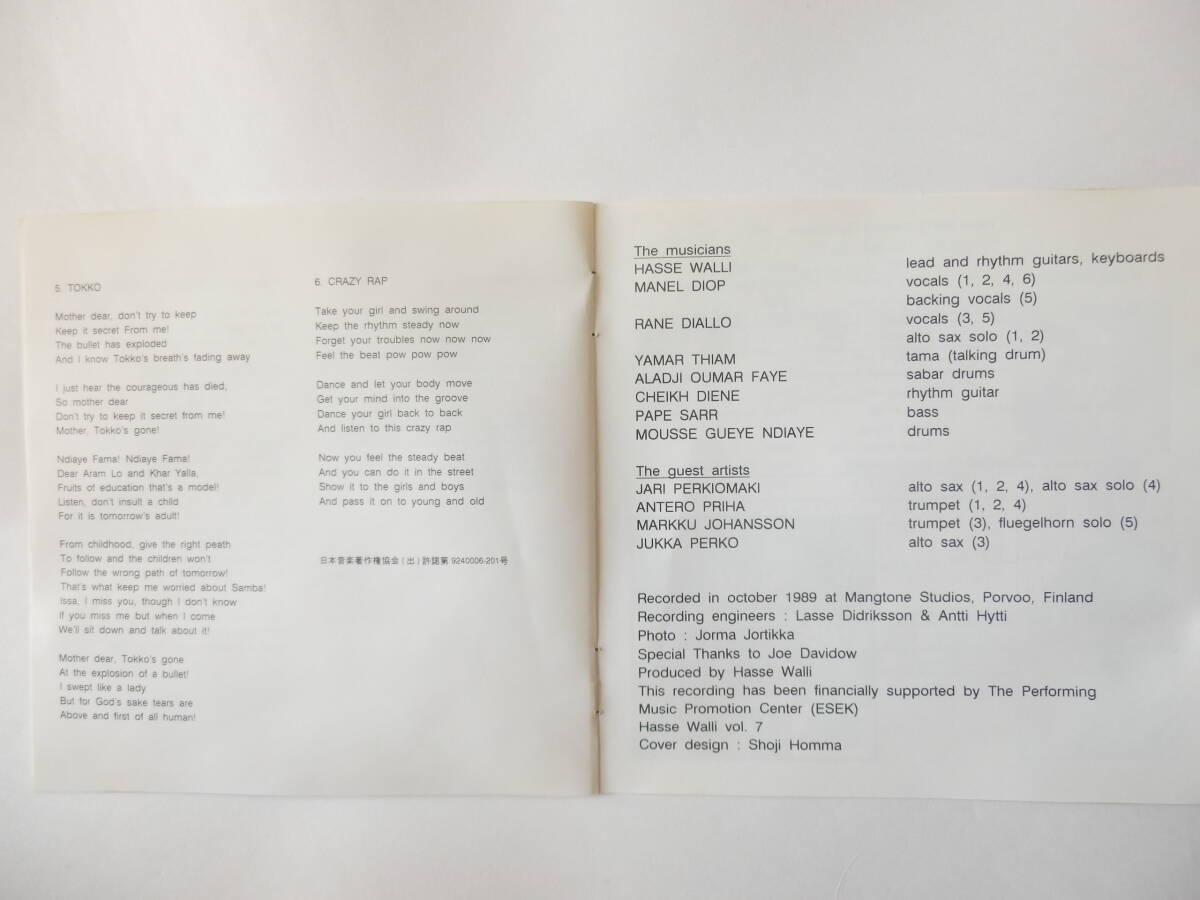 5. TOKKO
Mother dear, don't try to keep
Keep it secret From me!
The bullet has exploded
And I know Tokko's breath's fading away
I just hear the courageous has died,
So mother dear
Don't try to keep it secret from me!
Mother, Tokko's gone!
Ndiaye Fama! Ndiaye Fama!
Dear Aram Lo and Khar Yalla,
Fruits of education that's a model!
Listen, don't insult a child
For it is tomorrow's adult!
From childhood, give the right peath
To follow and the children won't
Follow the wrong path of tomorrow!
That's what keep me worried about Samba!
Issa, I miss you, though I don't know
If you miss me but when I come
We'll sit down and talk about it!
Mother dear, Tokko's gone
At the explosion of a bullet!
I swept like a lady
But for God's sake tears are
Above and first of all human!
6. CRAZY RAP
Take your girl and swing around
Keep the rhythm steady now
Forget your troubles now now now
Feel the beat pow pow pow
Dance and let your body move
Get your mind into the groove
Dance your girl back to back
And listen to this crazy rap
Now you feel the steady beat
And you can do it in the street
Show it to the girls and boys
And pass it on to young and old
日本音楽著作権協会(出)許諾第9240006-201号
The musicians
HASSE WALLI lead and rhythm guitars, keyboards
MANEL DIOP vocals (1, 2, 4, 6)
backing vocals (5)
RANE DIALLO vocals (3, 5)
alto sax solo (1, 2)
YAMAR THIAM tama (talking drum)
ALADJI OUMAR FAYE sabar drums
CHEIKH DIENE rhythm guitar
PAPE SARR bass
MOUSSE GUEYE NDIAYE drums
The guest artists
JARI PERKIOMAKI alto sax (1, 2, 4), alto sax solo (4)
ANTERO PRIHA trumpet (1, 2, 4)
MARKKU JOHANSSON trumpet (3), fluegelhorn solo (5)
JUKKA PERKO alto sax (3)
Recorded in october 1989 at Mangtone Studios, Porvoo, Finland
Recording engineers : Lasse Didriksson & Antti Hytti
Photo : Jorma Jortikka
Special Thanks to Joe Davidow
Produced by Hasse Walli
This recording has been financially supported by The Performing
Music Promotion Center (ESEK)
Hasse Walli vol. 7
Cover design : Shoji Homma